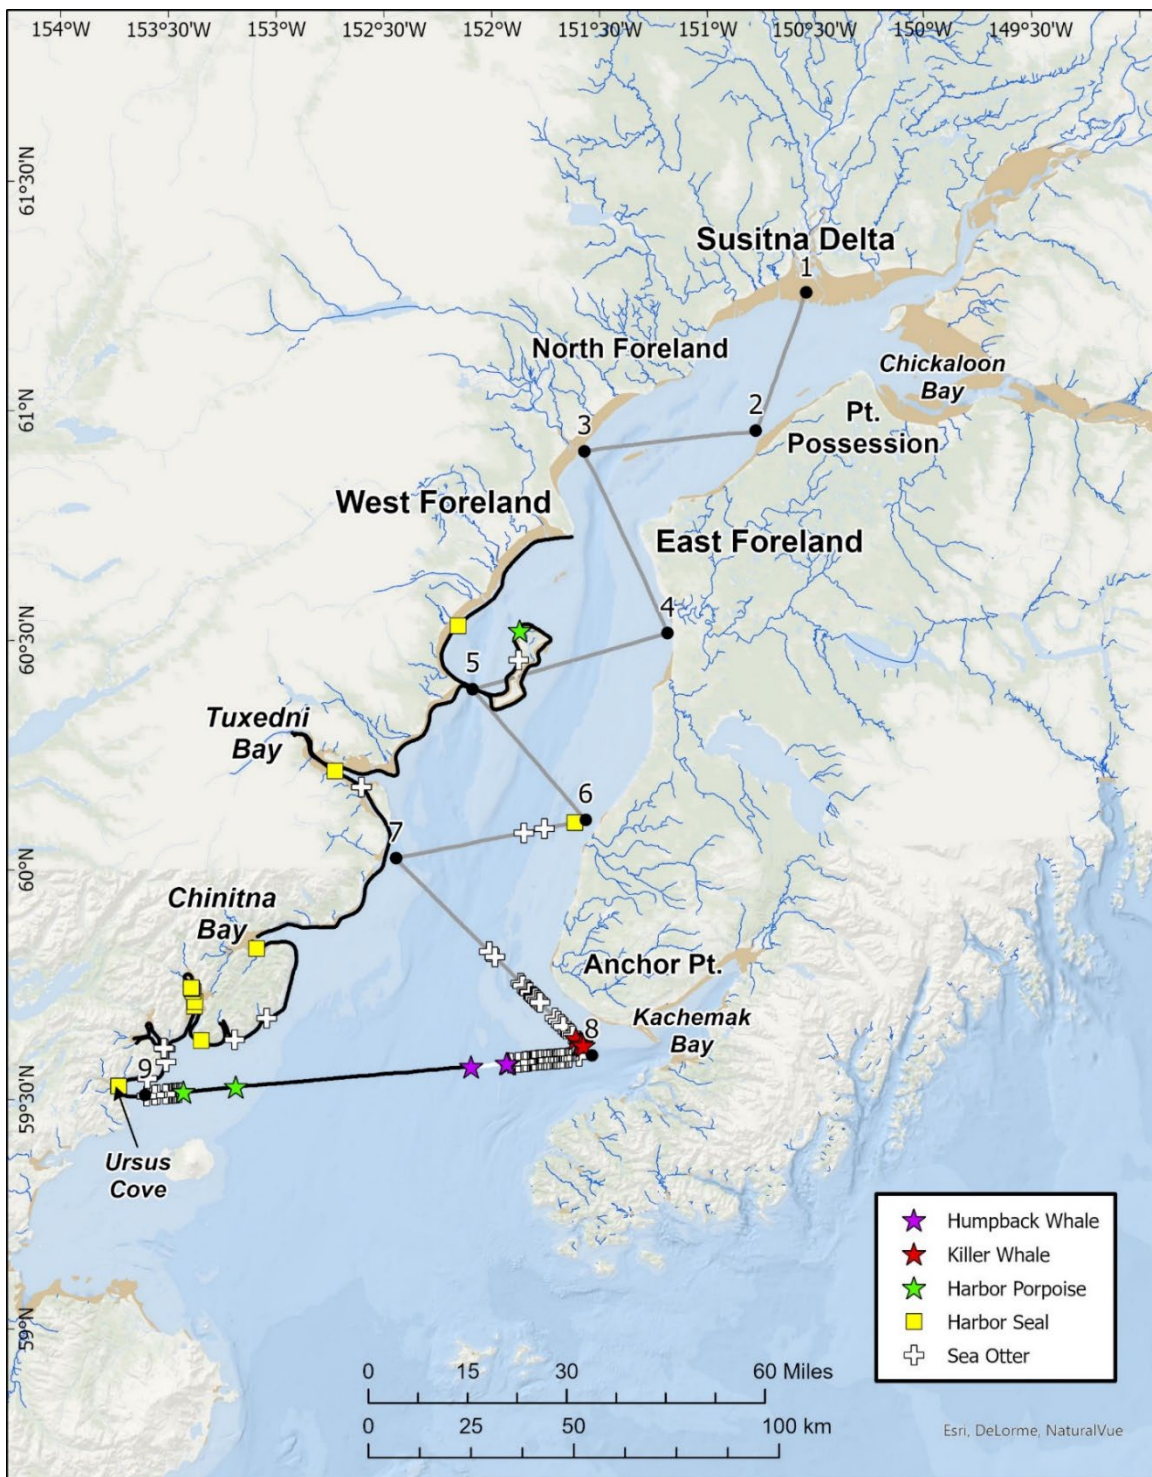 154°W 153°30'W 153°W 152°30'W 152°W 151°30'W 151°W 150°30'W 150°W 149°30'W
61°30'N
Susitna Delta
1
North Foreland
Chickaloon
Bay
61°N
2
Pt.
Possession
3
West Foreland
East Foreland
4
60°30'N
5
Tuxedni
Bay
6
7
60°N
Chinitna
Bay
Anchor Pt.
Kachemak
Bay
8
9
59°30'N
Ursus
Cove
Humpback Whale
Killer Whale
Harbor Porpoise
Harbor Seal
Sea Otter
59°N
0 15 30 60 Miles
0 25 50 100 km
Esri, DeLorme, NaturalVue